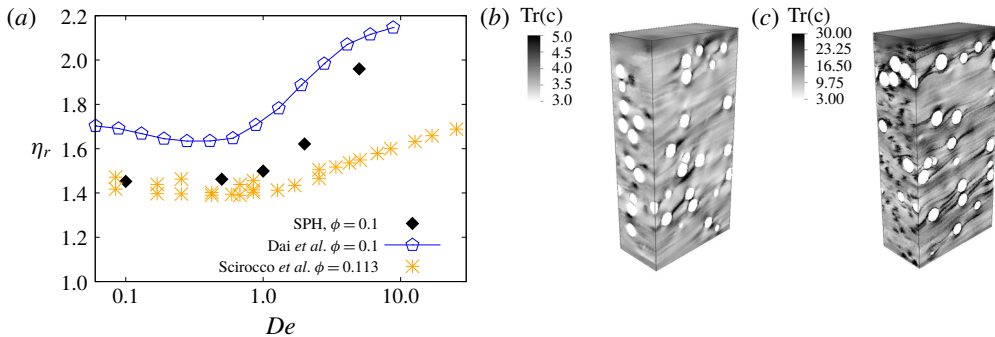 (a)
2.2
2.0
1.8
1.6
1.4
1.2
1.0
η_r
0.1
1.0
10.0
De
SPH, ϕ = 0.1
Dai et al. ϕ = 0.1
Scirocco et al. ϕ = 0.113
(b)
Tr(c)
5.0
4.5
4.0
3.5
3.0
(c)
Tr(c)
30.00
23.25
16.50
9.75
3.00